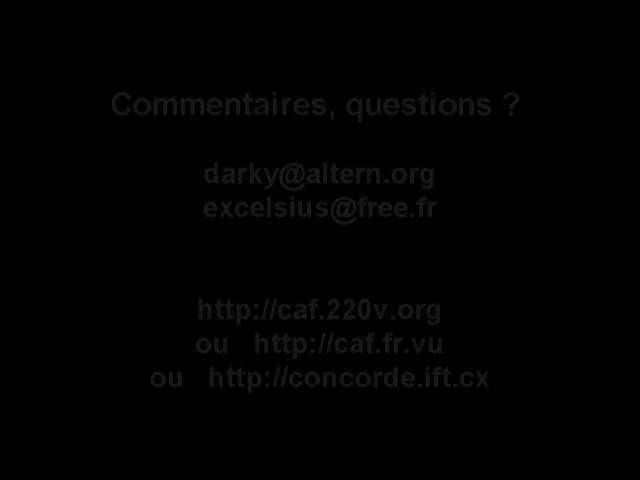 Commentaires, questions ?
darky@altern.org
excelsius@free.fr
http://caf.220v.org
ou http://caf.fr.vu
ou http://concorde.ift.cx